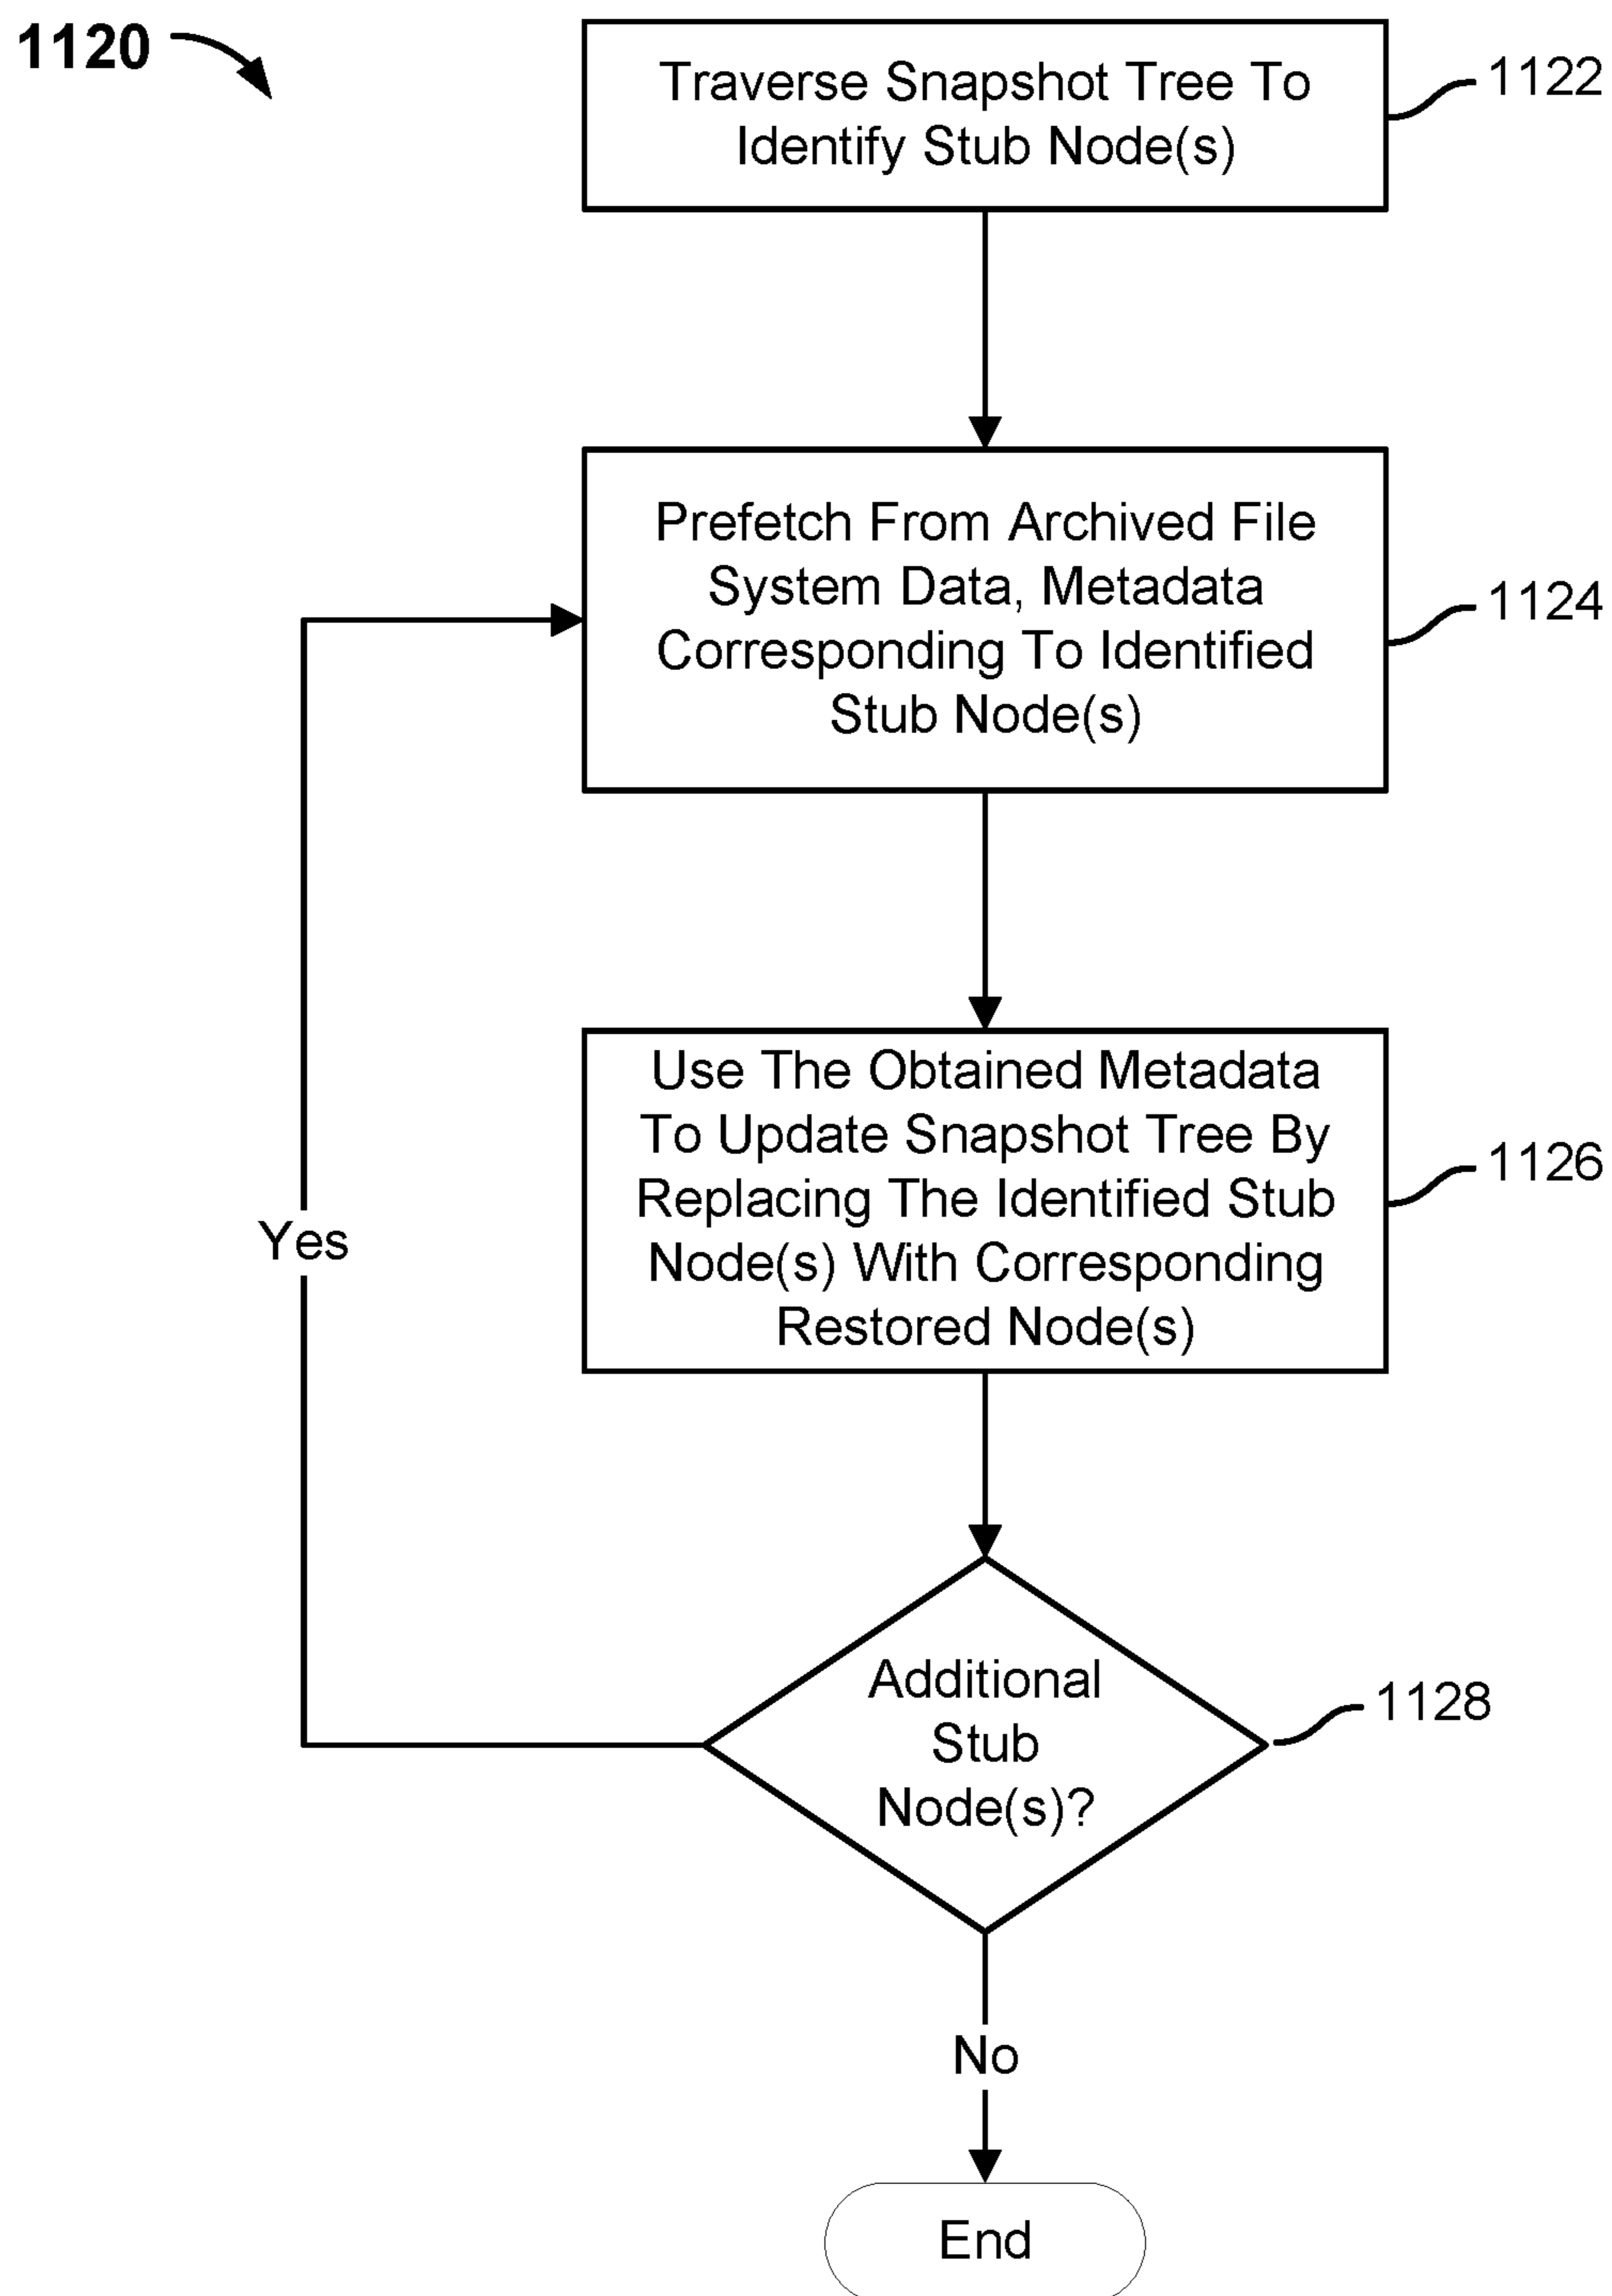 1120
Traverse Snapshot Tree To
Identify Stub Node(s)
1122
Prefetch From Archived File
System Data, Metadata
Corresponding To Identified
Stub Node(s)
1124
Use The Obtained Metadata
To Update Snapshot Tree By
Replacing The Identified Stub
Node(s) With Corresponding
Restored Node(s)
1126
Yes
Additional
Stub
Node(s)?
1128
No
End